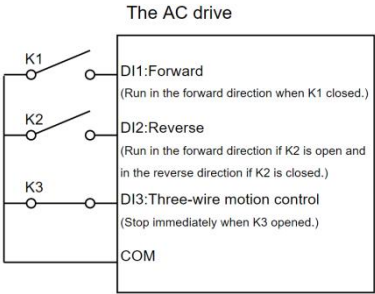 The AC drive
K1
DI1:Forward
(Run in the forward direction when K1 closed.)
K2
DI2:Reverse
(Run in the forward direction if K2 is open and
in the reverse direction if K2 is closed.)
K3
DI3:Three-wire motion control
(Stop immediately when K3 opened.)
COM